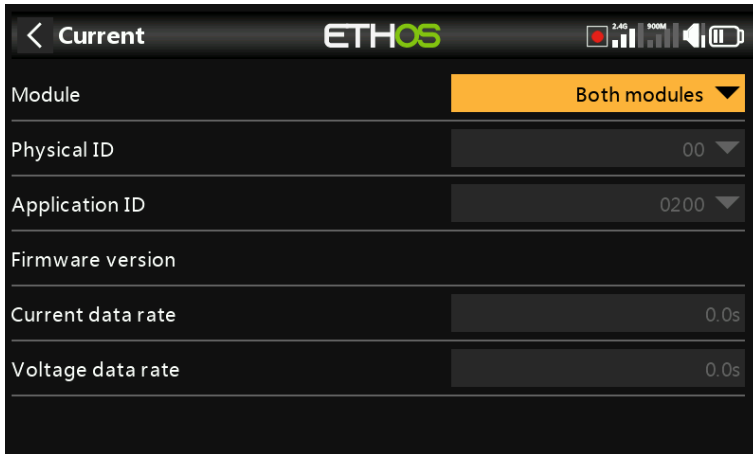 Current ETHOS 2.4G 900M
Module Both modules
Physical ID 00
Application ID 0200
Firmware version
Current data rate 0.0s
Voltage data rate 0.0s